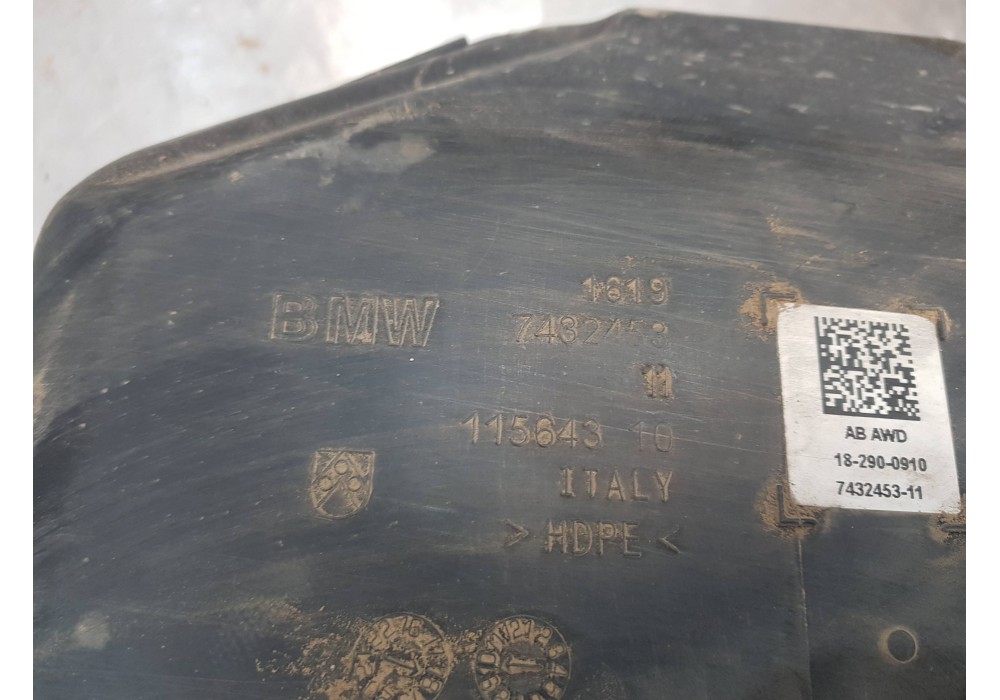 BMW
1619
7432453
11
115643 10
ITALY
> HDPE <
AB AWD
18-290-0910
7432453-11